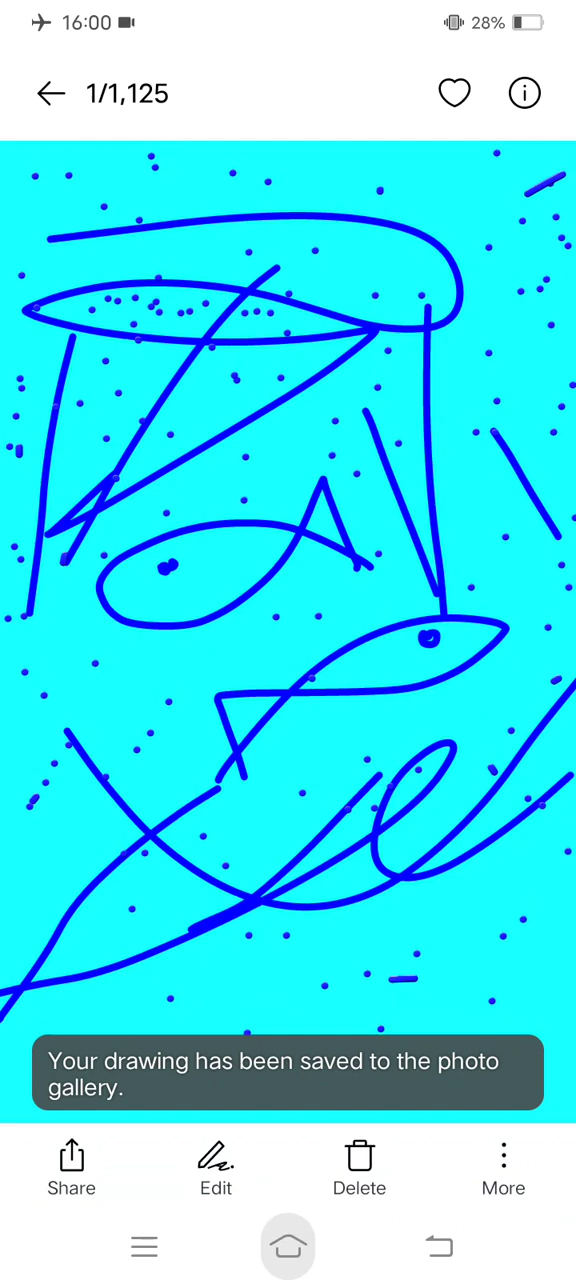 16:00
28%
1/1,125
Your drawing has been saved to the photo
gallery.
Share
Edit
Delete
More